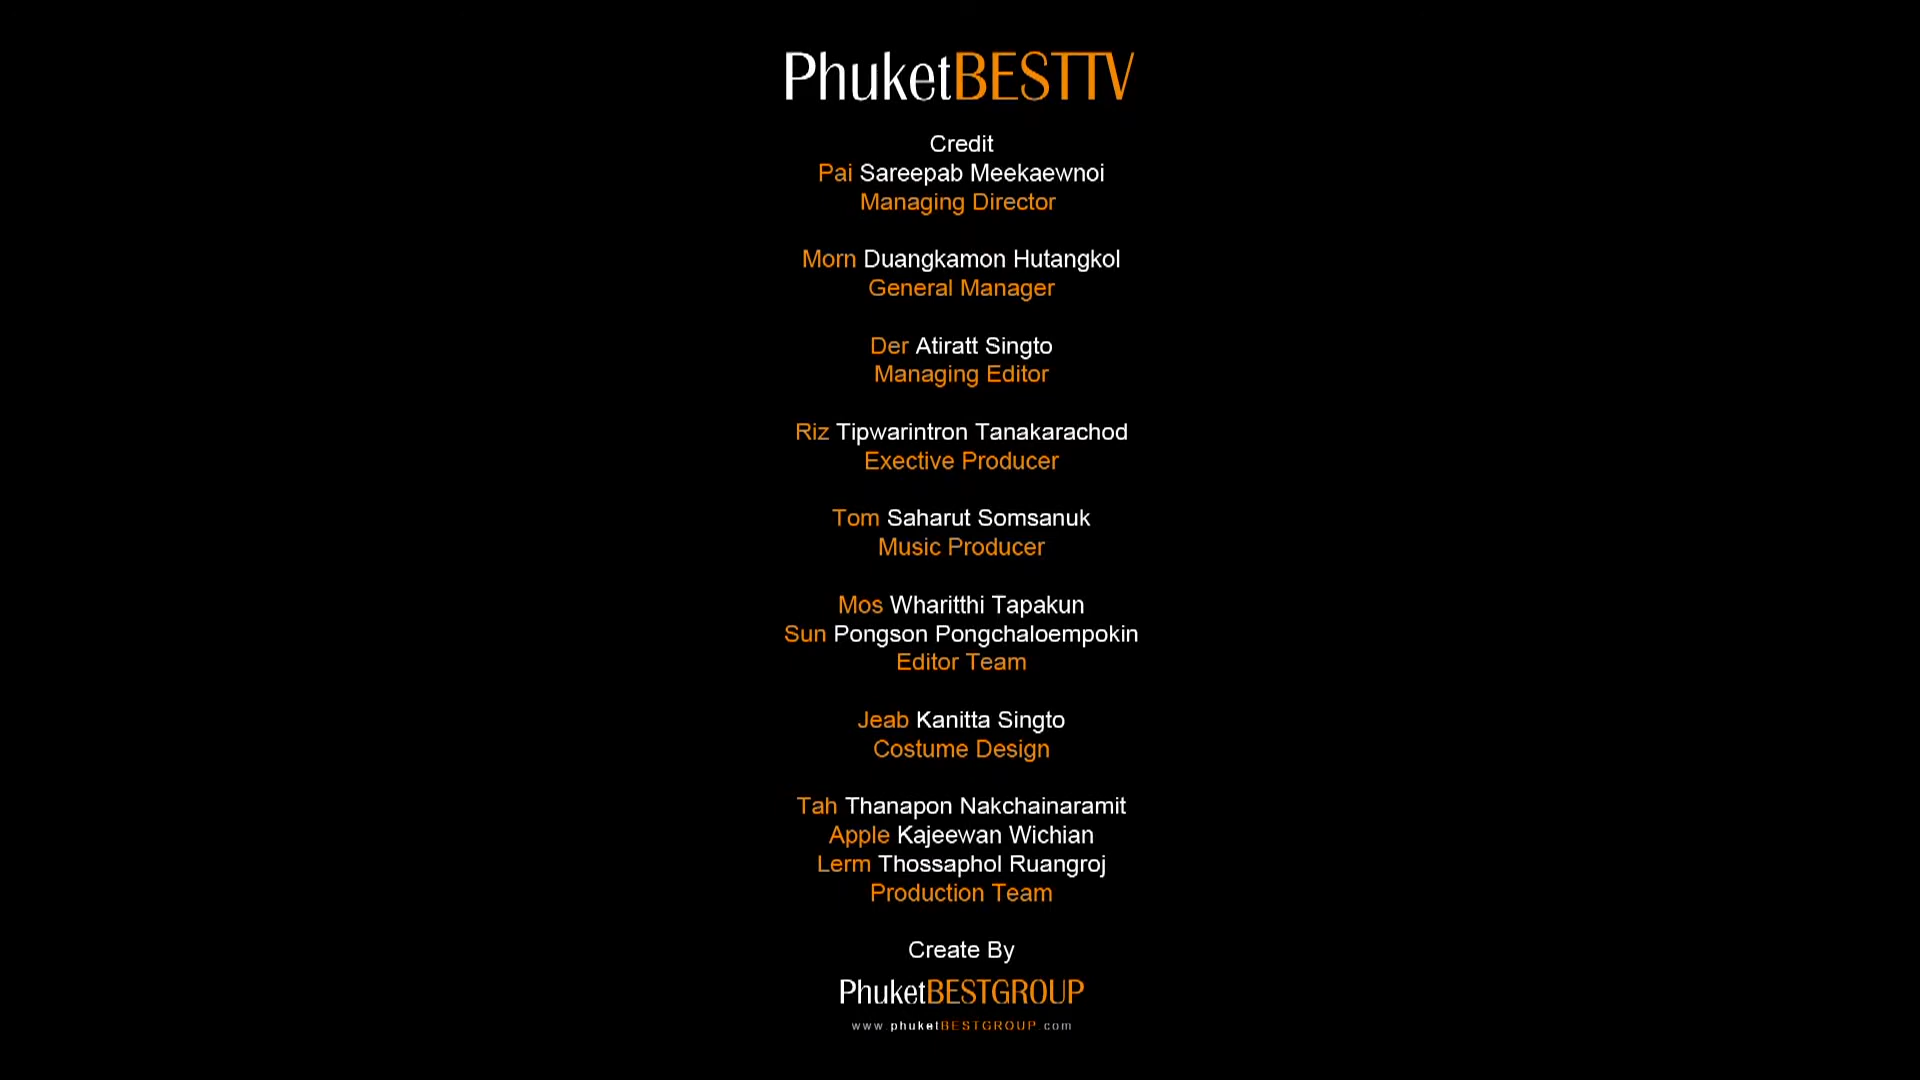 PhuketBESTTV
Credit
Pai Sareepab Meekaewnoi
Managing Director
Morn Duangkamon Hutangkol
General Manager
Der Atiratt Singto
Managing Editor
Riz Tipwarintron Tanakarachod
Exective Producer
Tom Saharut Somsanuk
Music Producer
Mos Wharitthi Tapakun
Sun Pongson Pongchaloempokin
Editor Team
Jeab Kanitta Singto
Costume Design
Tah Thanapon Nakchainaramit
Apple Kajeewan Wichian
Lerm Thossaphol Ruangroj
Production Team
Create By
PhuketBESTGROUP
www.phuketBESTGROUP.com